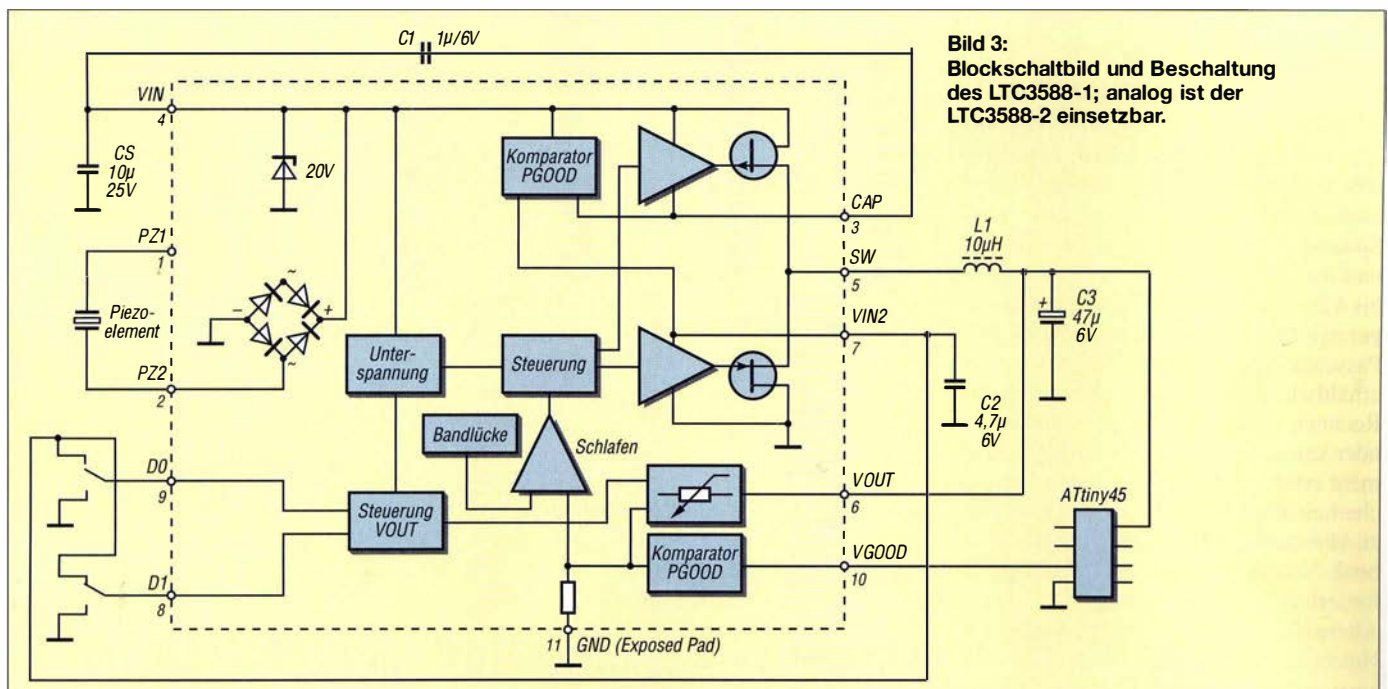 C1
1µ/6V
Bild 3:
Blockschaltbild und Beschaltung
des LTC3588-1; analog ist der
LTC3588-2 einsetzbar.
VIN
4
CS
10µ
25V
20V
Komparator
PGOOD
CAP
3
PZ1
1
L1
10µH
SW
5
Piezo-
element
~
–
+
~
C3
+
47µ
6V
VIN2
7
Unter-
spannung
Steuerung
PZ2
2
C2
4,7µ
6V
Bandlücke
Schlafen
D0
9
Steuerung
VOUT
VOUT
6
ATtiny45
Komparator
PGOOD
VGOOD
10
D1
8
11
GND (Exposed Pad)